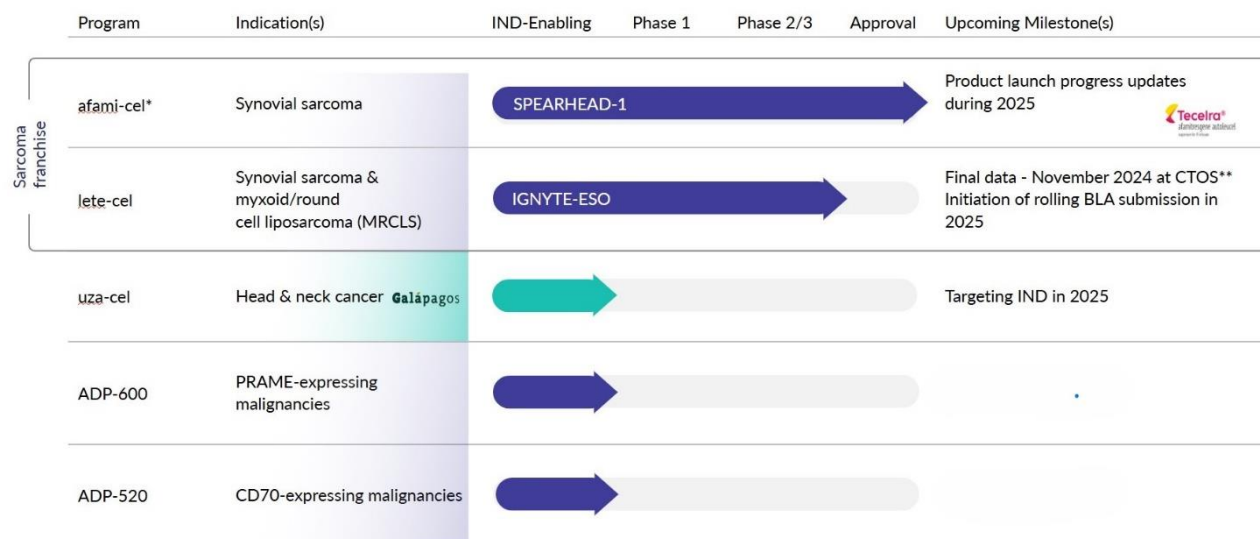 Program Indication(s) IND-Enabling Phase 1 Phase 2/3 Approval Upcoming Milestone(s)
Sarcoma
franchise
afami-cel* Synovial sarcoma SPEARHEAD-1 Product launch progress updates
during 2025
Tecelra®
lete-cel Synovial sarcoma &
myxoid/round
cell liposarcoma (MRCLS)
IGNYTE-ESO
Final data - November 2024 at CTOS**
Initiation of rolling BLA submission in
2025
uza-cel Head & neck cancer Galápagos Targeting IND in 2025
ADP-600 PRAME-expressing
malignancies
ADP-520 CD70-expressing malignancies